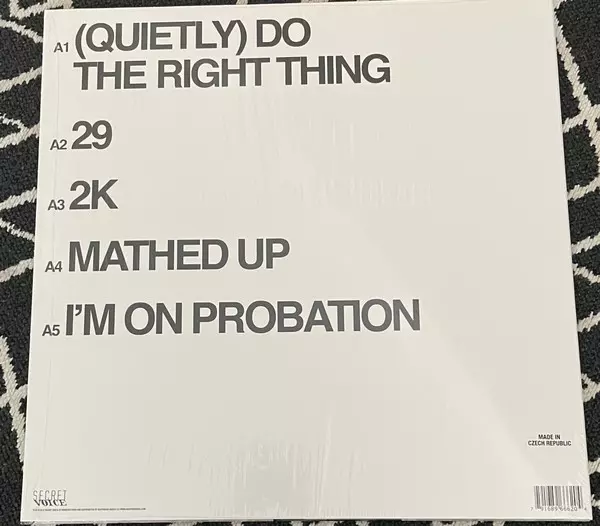 A1 (QUIETLY) DO
THE RIGHT THING
A2 29
A3 2K
A4 MATHED UP
A5 I'M ON PROBATION
MADE IN
CZECH REPUBLIC
SECRET
VOICE